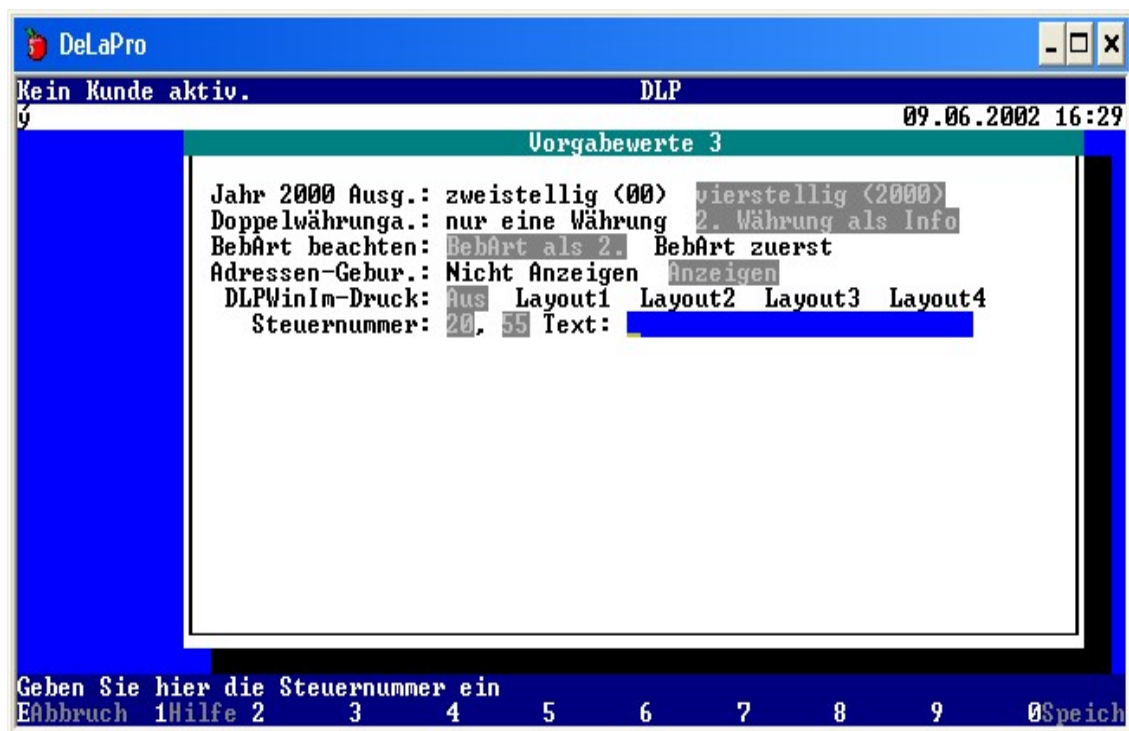 DeLaPro
Kein Kunde aktiv. DLP
ý 09.06.2002 16:29
Vorgabewerte 3
Jahr 2000 Ausg.: zweistellig (00) vierstellig (2000)
Doppelwährunga.: nur eine Währung 2. Währung als Info
BebArt beachten: BebArt als 2. BebArt zuerst
Adressen-Gebur.: Nicht Anzeigen Anzeigen
DLPWinIm-Druck: Aus Layout1 Layout2 Layout3 Layout4
Steuernummer: 20, 55 Text:
Geben Sie hier die Steuernummer ein
EAbbruch 1Hilfe 2 3 4 5 6 7 8 9 0Speich